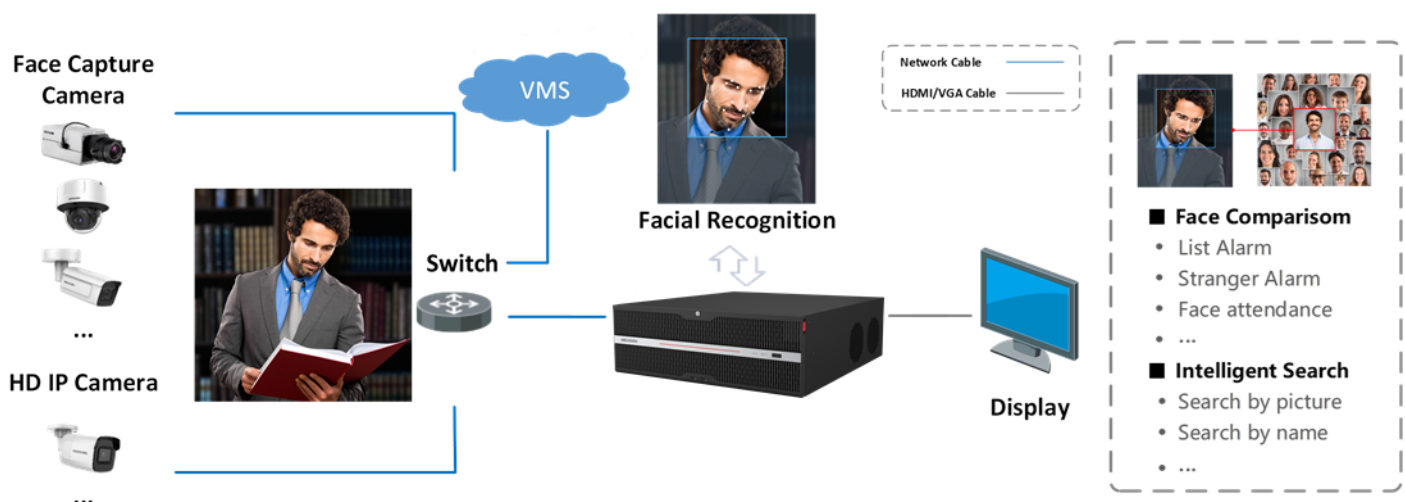 Face Capture
Camera
...
HD IP Camera
...
VMS
Switch
Facial Recognition
Network Cable
HDMI/VGA Cable
Display
■ Face Comparisom
• List Alarm
• Stranger Alarm
• Face attendance
• ...
■ Intelligent Search
• Search by picture
• Search by name
• ...